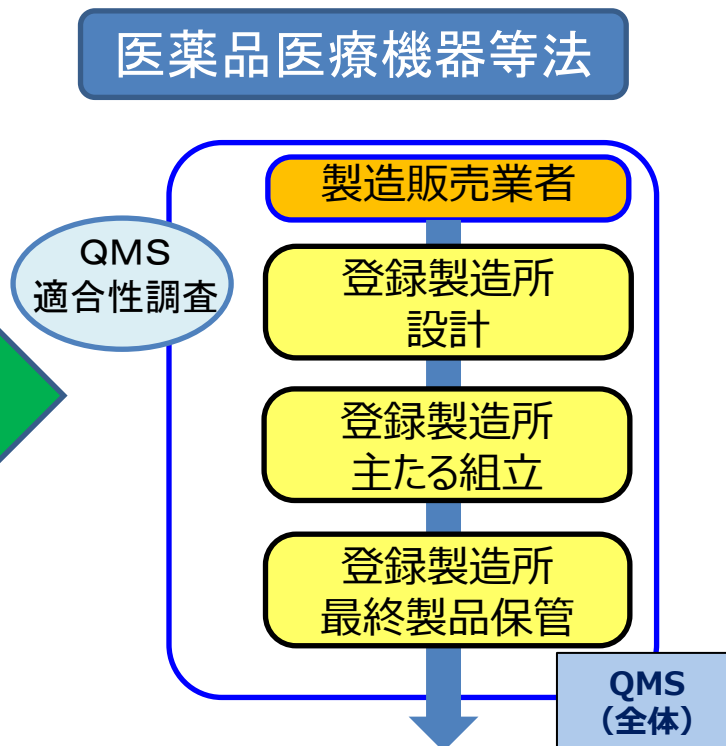 医薬品医療機器等法
製造販売業者
QMS
適合性調査
登録製造所
設計
登録製造所
主たる組立
登録製造所
最終製品保管
QMS
（全体）